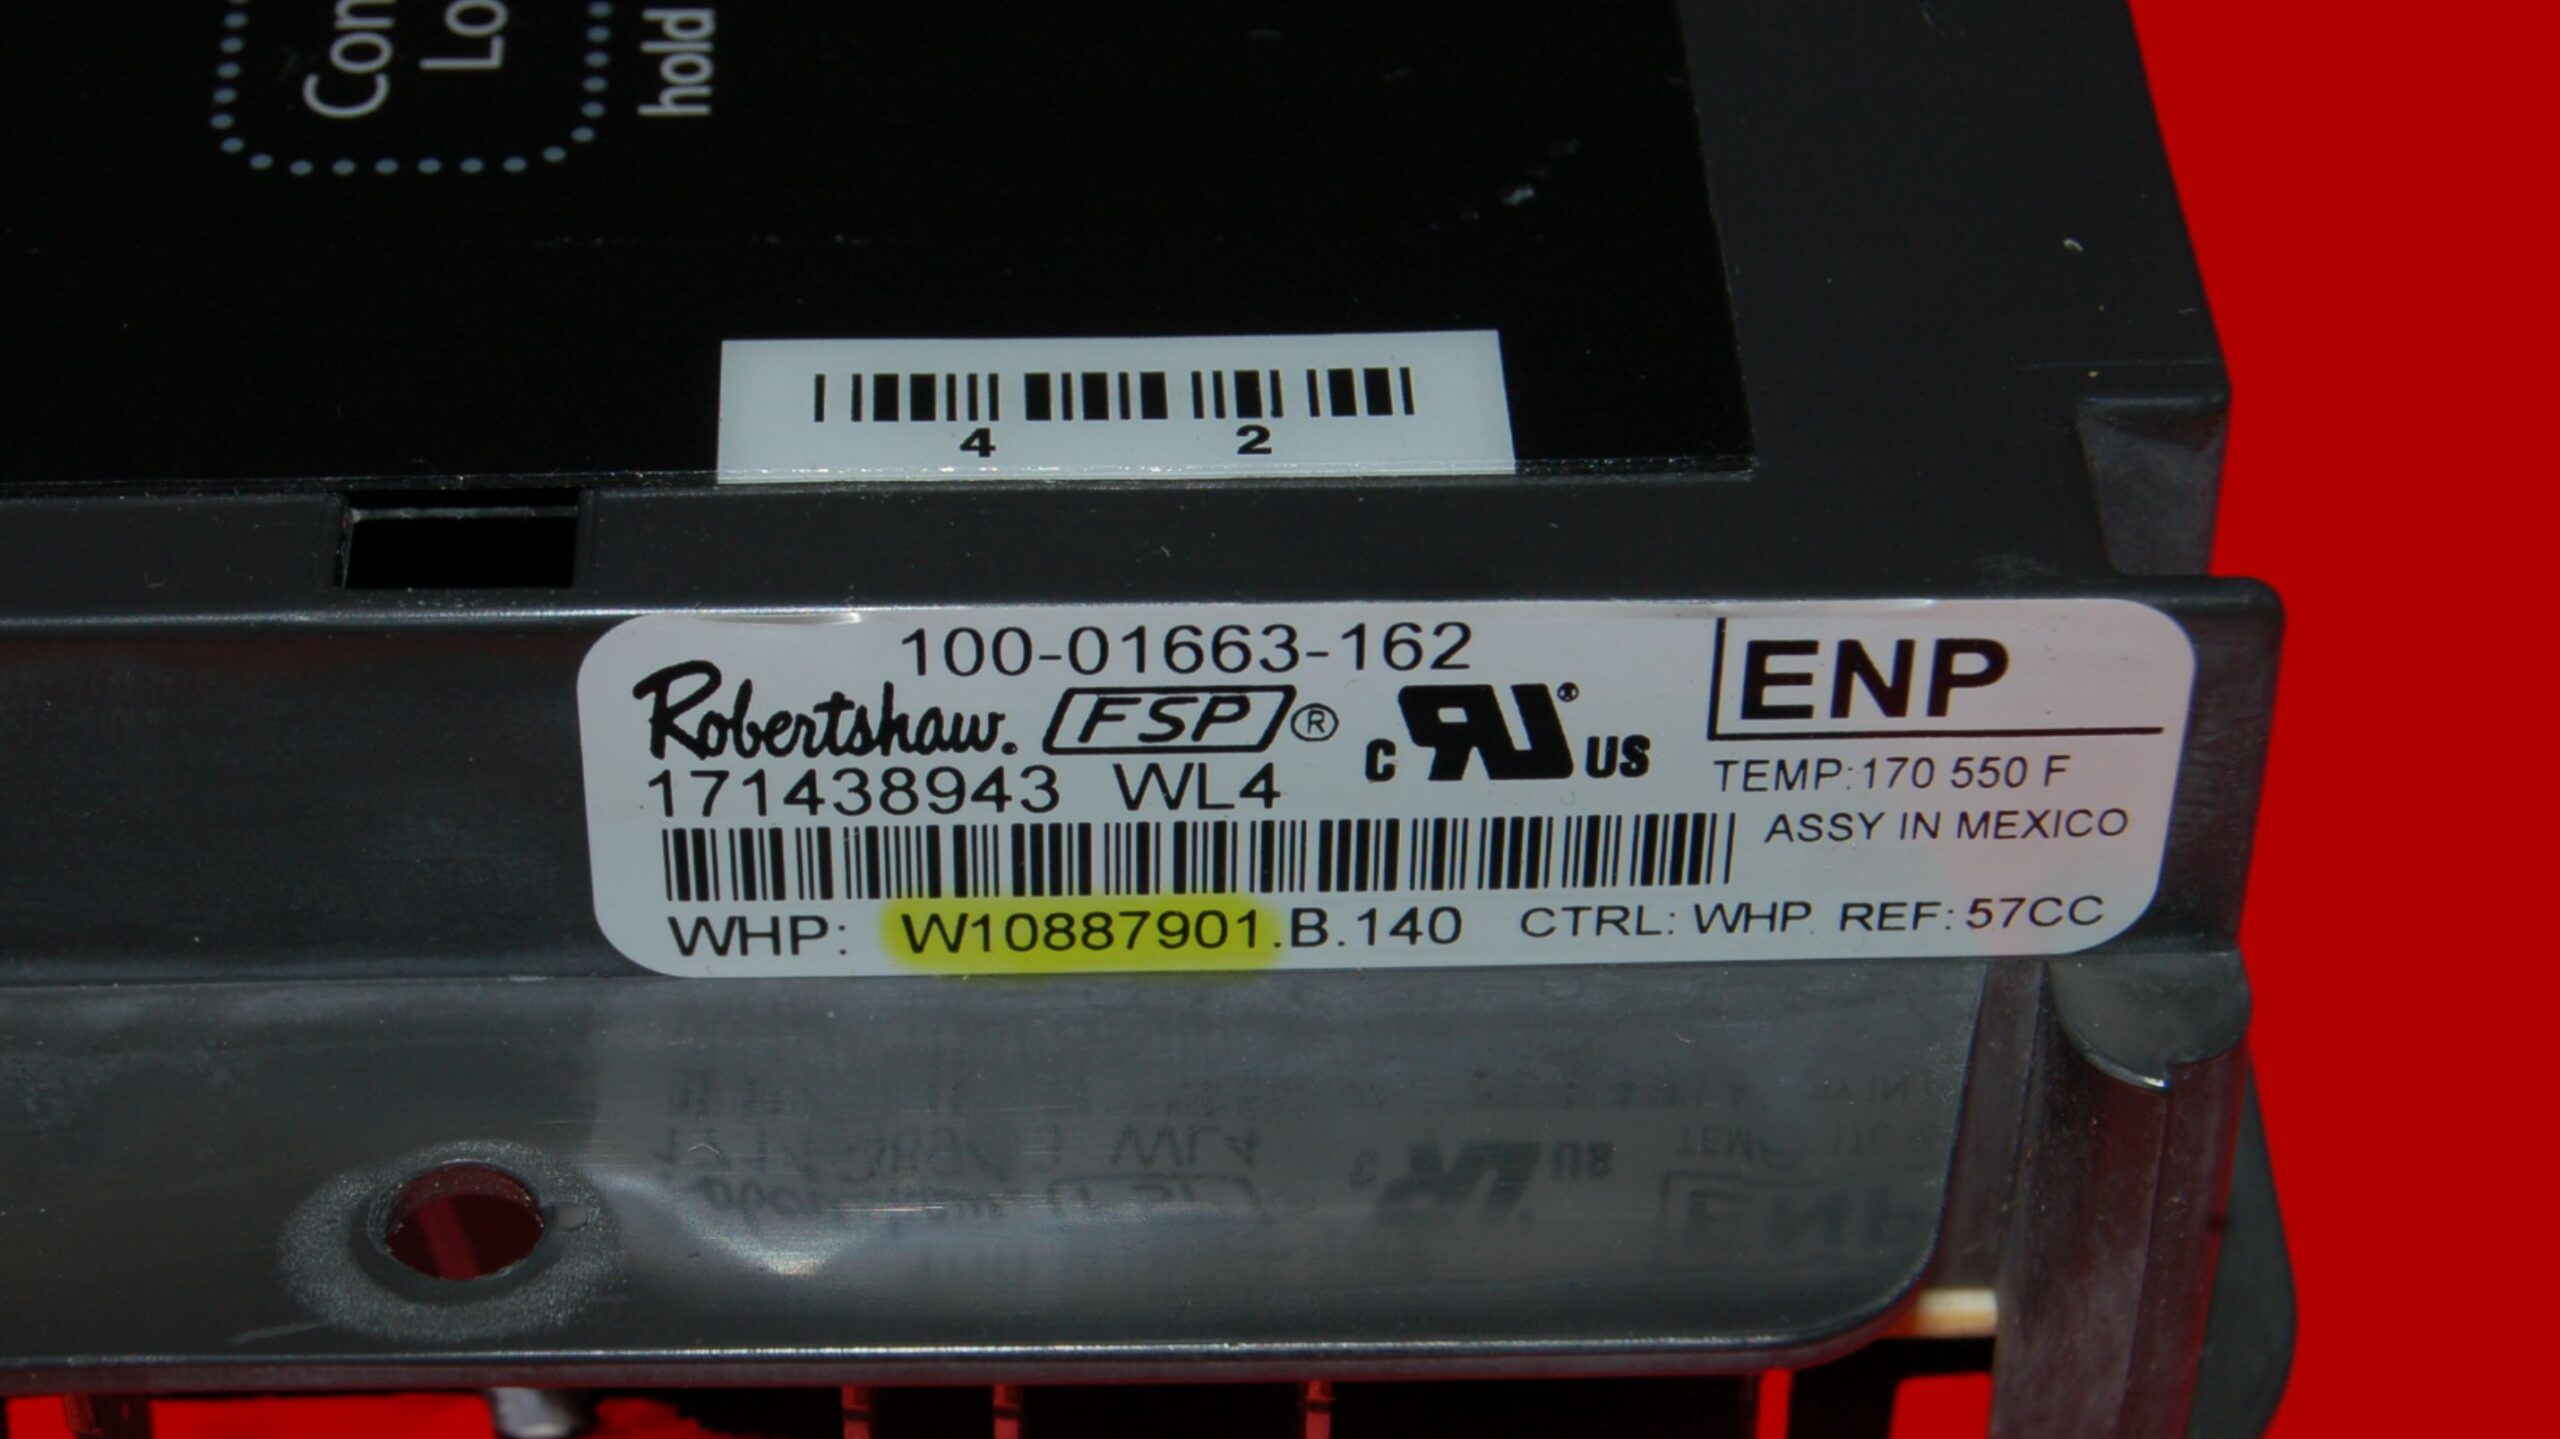 Con
Lo
hold
4 2
100-01663-162
Robertshaw. FSP® c RU® US
ENP
171438943 WL4
TEMP:170 550 F
ASSY IN MEXICO
WHP: W10887901.B.140 CTRL: WHP. REF: 57CC